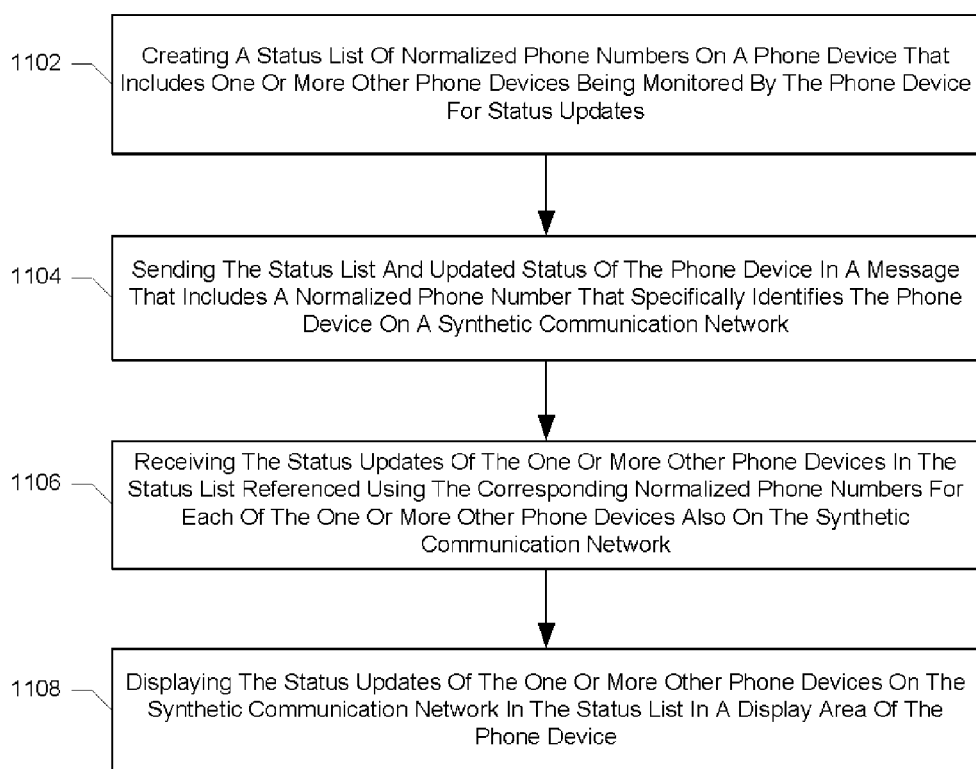 1102
Creating A Status List Of Normalized Phone Numbers On A Phone Device That
Includes One Or More Other Phone Devices Being Monitored By The Phone Device
For Status Updates
1104
Sending The Status List And Updated Status Of The Phone Device In A Message
That Includes A Normalized Phone Number That Specifically Identifies The Phone
Device On A Synthetic Communication Network
1106
Receiving The Status Updates Of The One Or More Other Phone Devices In The
Status List Referenced Using The Corresponding Normalized Phone Numbers For
Each Of The One Or More Other Phone Devices Also On The Synthetic
Communication Network
1108
Displaying The Status Updates Of The One Or More Other Phone Devices On The
Synthetic Communication Network In The Status List In A Display Area Of The
Phone Device